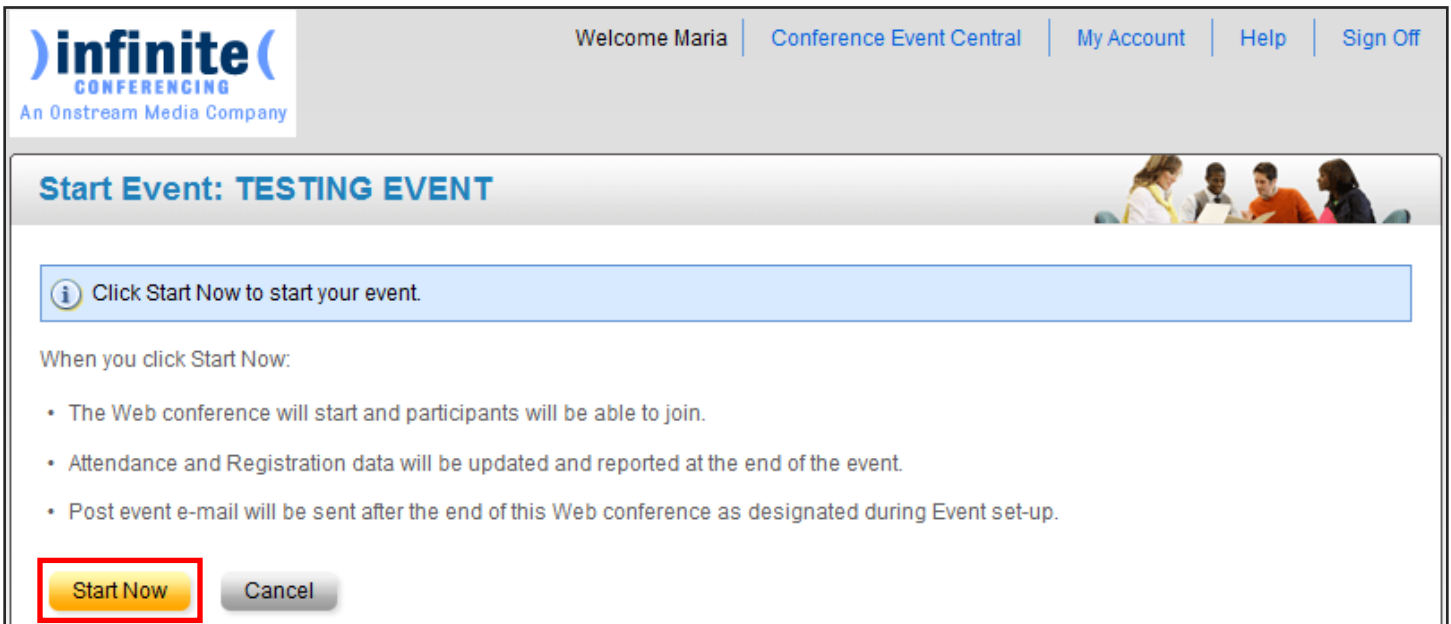 )infinite(
CONFERENCING
An Onstream Media Company
Welcome Maria
Conference Event Central
My Account
Help
Sign Off
Start Event: TESTING EVENT
i
Click Start Now to start your event.
When you click Start Now:
• The Web conference will start and participants will be able to join.
• Attendance and Registration data will be updated and reported at the end of the event.
• Post event e-mail will be sent after the end of this Web conference as designated during Event set-up.
Start Now
Cancel